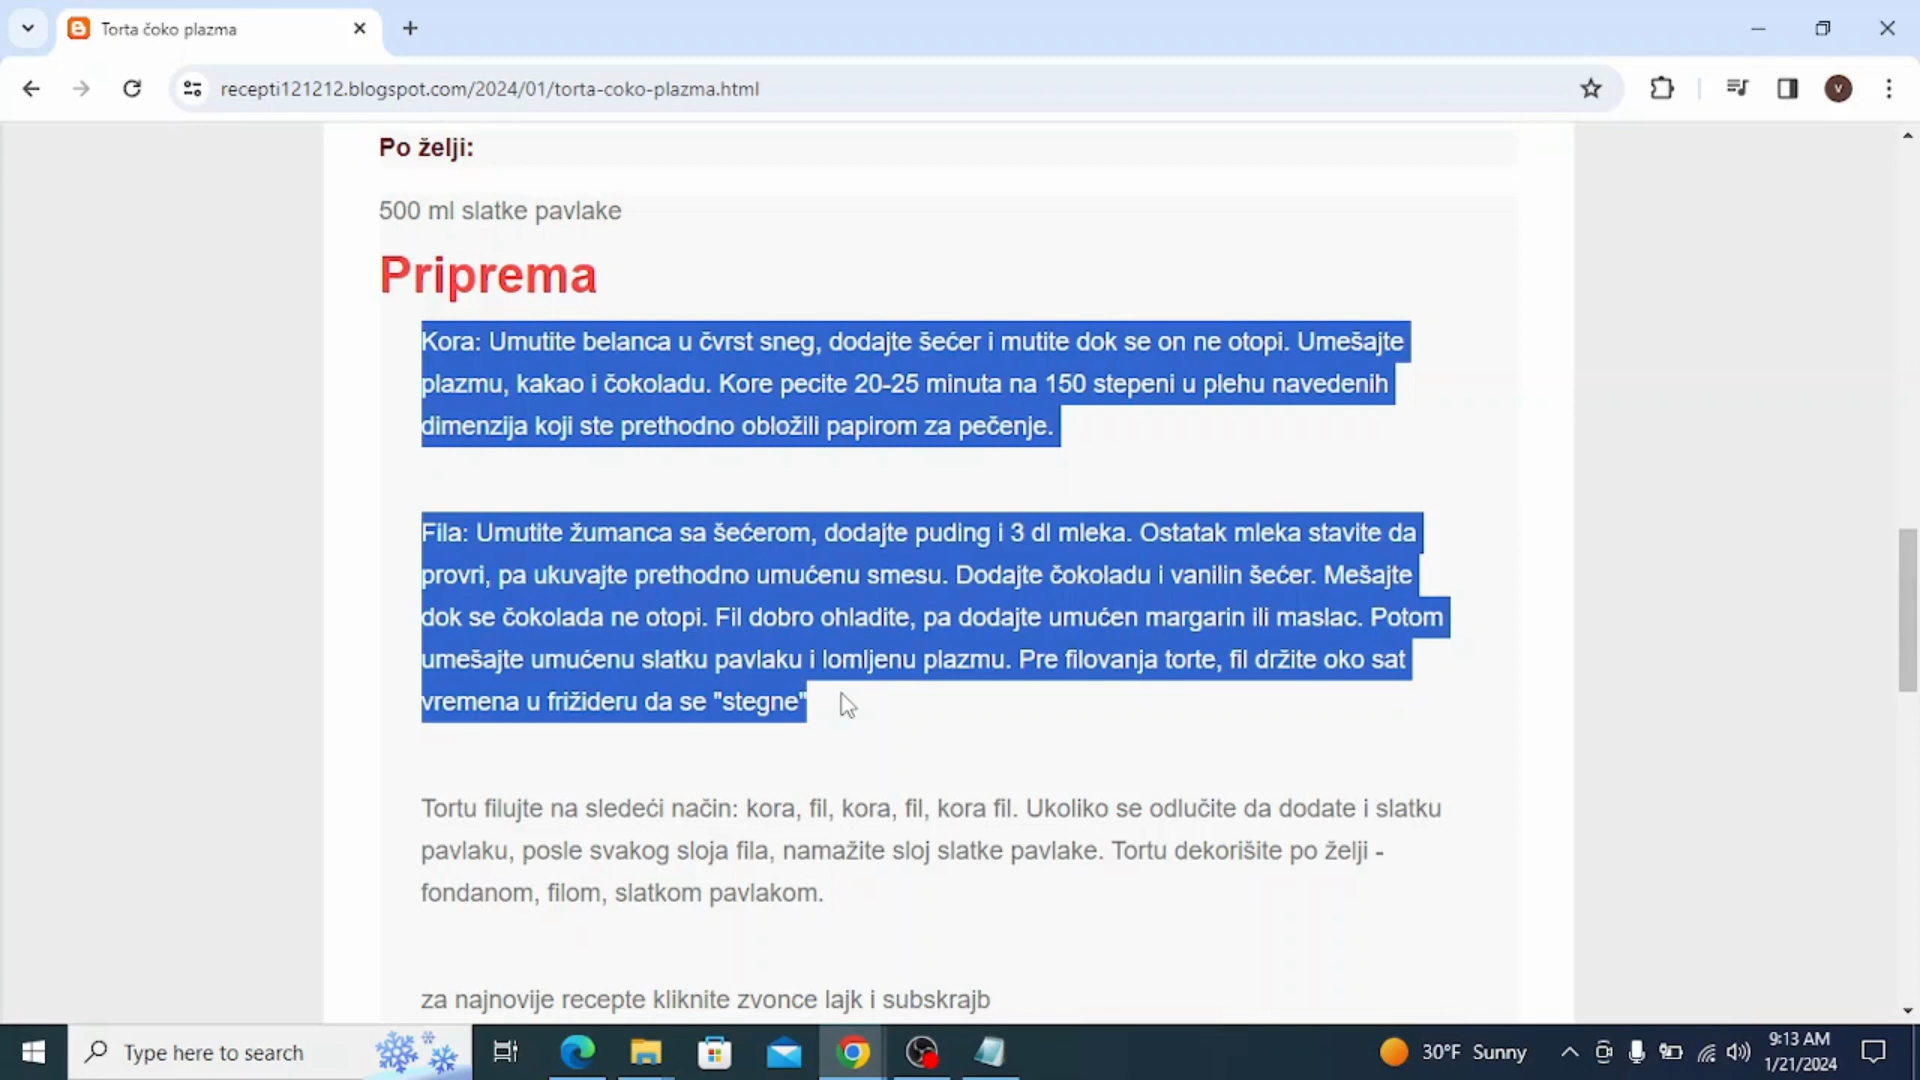 Torta čoko plazma
recepti121212.blogspot.com/2024/01/torta-coko-plazma.html
V
Po želji:
500 ml slatke pavlake
Priprema
Kora: Umutite belanca u čvrst sneg, dodajte šećer i mutite dok se on ne otopi. Umešajte
plazmu, kakao i čokoladu. Kore pecite 20-25 minuta na 150 stepeni u plehu navedenih
dimenzija koji ste prethodno obložili papirom za pečenje.
Fila: Umutite žumanca sa šećerom, dodajte puding i 3 dl mleka. Ostatak mleka stavite da
provri, pa ukuvajte prethodno umućenu smesu. Dodajte čokoladu i vanilin šećer. Mešajte
dok se čokolada ne otopi. Fil dobro ohladite, pa dodajte umućen margarin ili maslac. Potom
umešajte umućenu slatku pavlaku i lomljenu plazmu. Pre filovanja torte, fil držite oko sat
vremena u frižideru da se "stegne"
Tortu filujte na sledeći način: kora, fil, kora, fil, kora fil. Ukoliko se odlučite da dodate i slatku
pavlaku, posle svakog sloja fila, namažite sloj slatke pavlake. Tortu dekorišite po želji -
fondanom, filom, slatkom pavlakom.
za najnovije recepte kliknite zvonce lajk i subskrajb
Type here to search
30°F Sunny
9:13 AM
1/21/2024